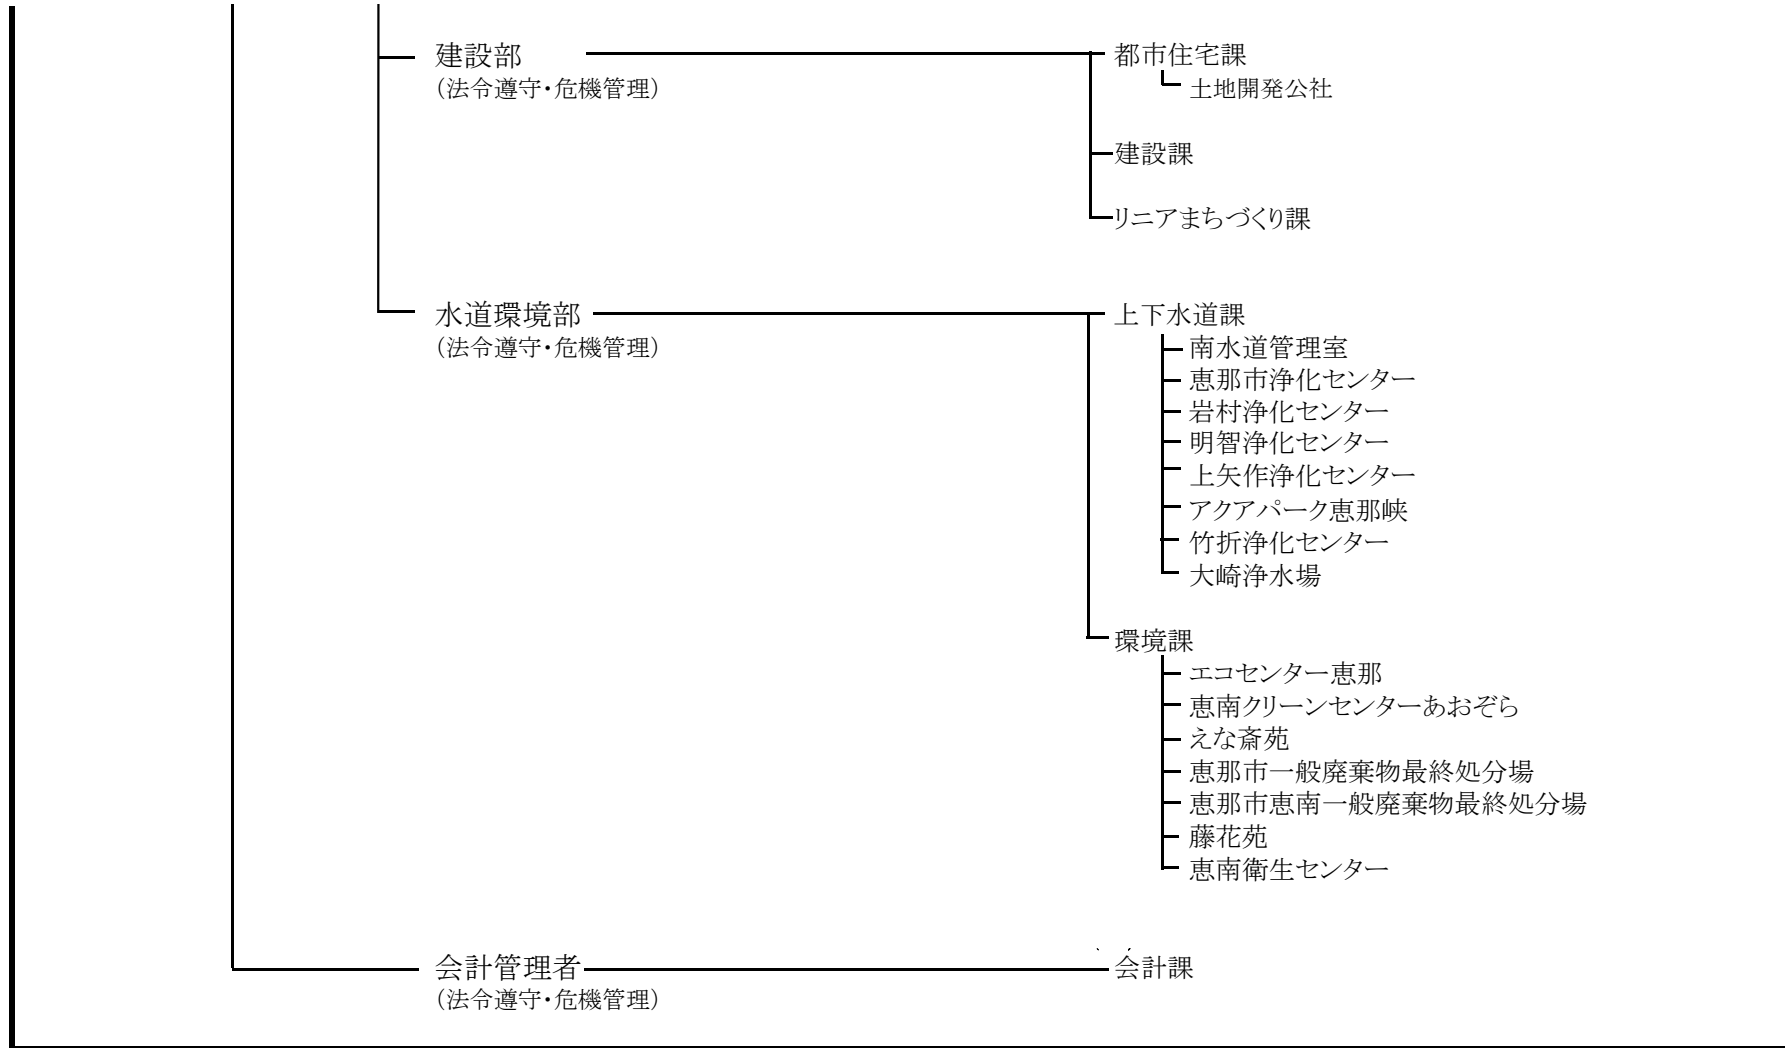 建設部
都市住宅課
(法令遵守・危機管理)
土地開発公社
建設課
リニアまちづくり課
水道環境部
上下水道課
(法令遵守・危機管理)
南水道管理室
恵那市浄化センター
岩村浄化センター
明智浄化センター
上矢作浄化センター
アクアパーク恵那峡
竹折浄化センター
大崎浄水場
環境課
エコセンター恵那
恵南クリーンセンターあおぞら
えな斎苑
恵那市一般廃棄物最終処分場
恵那市恵南一般廃棄物最終処分場
藤花苑
恵南衛生センター
会計管理者
会計課
(法令遵守・危機管理)